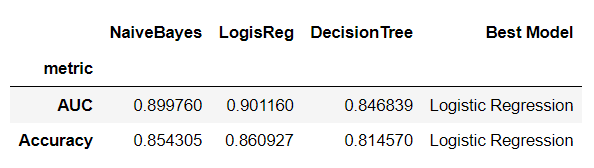 NaiveBayes LogisReg DecisionTree Best Model
metric
AUC 0.899760 0.901160 0.846839 Logistic Regression
Accuracy 0.854305 0.860927 0.814570 Logistic Regression